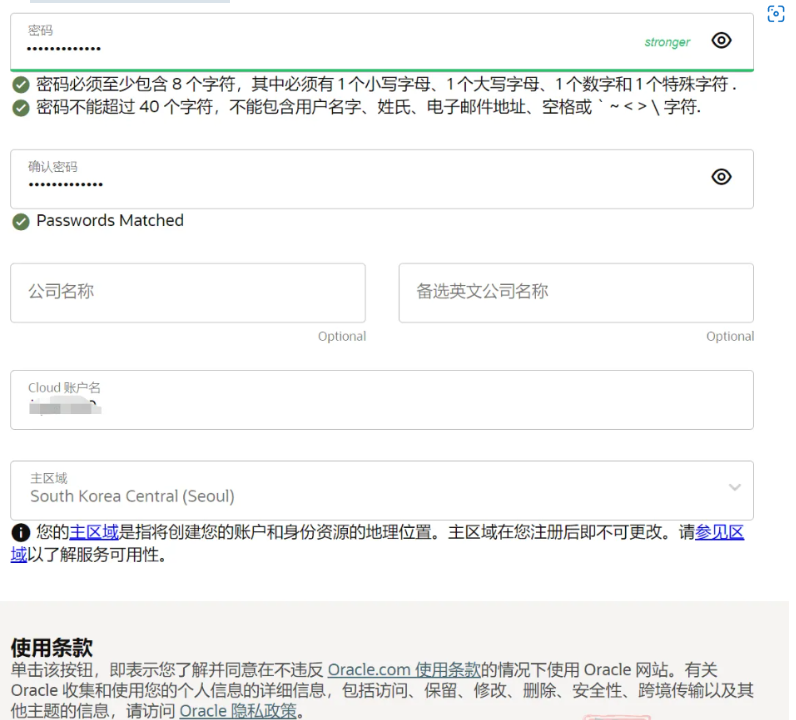 密码
•••••••••••••
stronger
密码必须至少包含 8 个字符，其中必须有 1 个小写字母、1 个大写字母、1 个数字和 1 个特殊字符 .
密码不能超过 40 个字符，不能包含用户名字、姓氏、电子邮件地址、空格或 ` ~ < > \ 字符.
确认密码
•••••••••••••
Passwords Matched
公司名称
备选英文公司名称
Optional
Optional
Cloud 账户名
主区域
South Korea Central (Seoul)
您的主区域是指将创建您的账户和身份资源的地理位置。主区域在您注册后即不可更改。请参见区
域以了解服务可用性。
使用条款
单击该按钮，即表示您了解并同意在不违反 Oracle.com 使用条款的情况下使用 Oracle 网站。有关
Oracle 收集和使用您的个人信息的详细信息，包括访问、保留、修改、删除、安全性、跨境传输以及其
他主题的信息，请访问 Oracle 隐私政策。